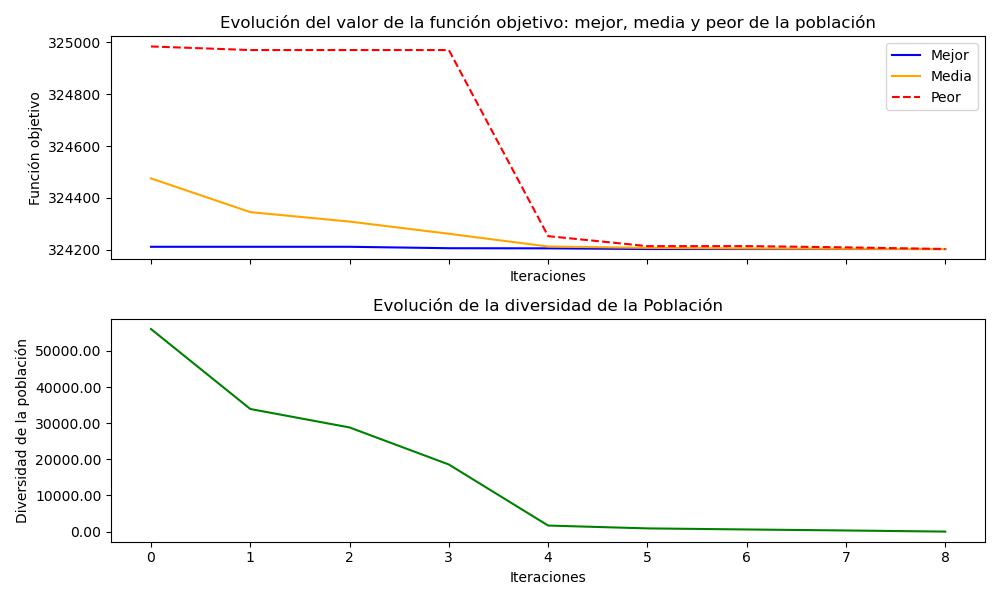 Evolución del valor de la función objetivo: mejor, media y peor de la población
Función objetivo
325000
324800
324600
324400
324200
Mejor
Media
Peor
Iteraciones
Evolución de la diversidad de la Población
Diversidad de la población
50000.00
40000.00
30000.00
20000.00
10000.00
0.00
0 1 2 3 4 5 6 7 8
Iteraciones